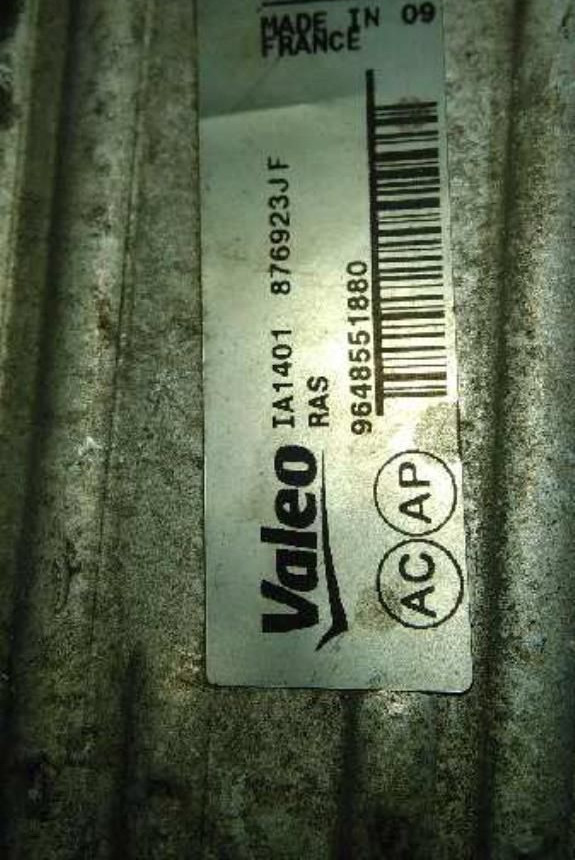 Valeo IA1401 876923JF
RAS
9648551880
AC AP
MADE IN 09
FRANCE